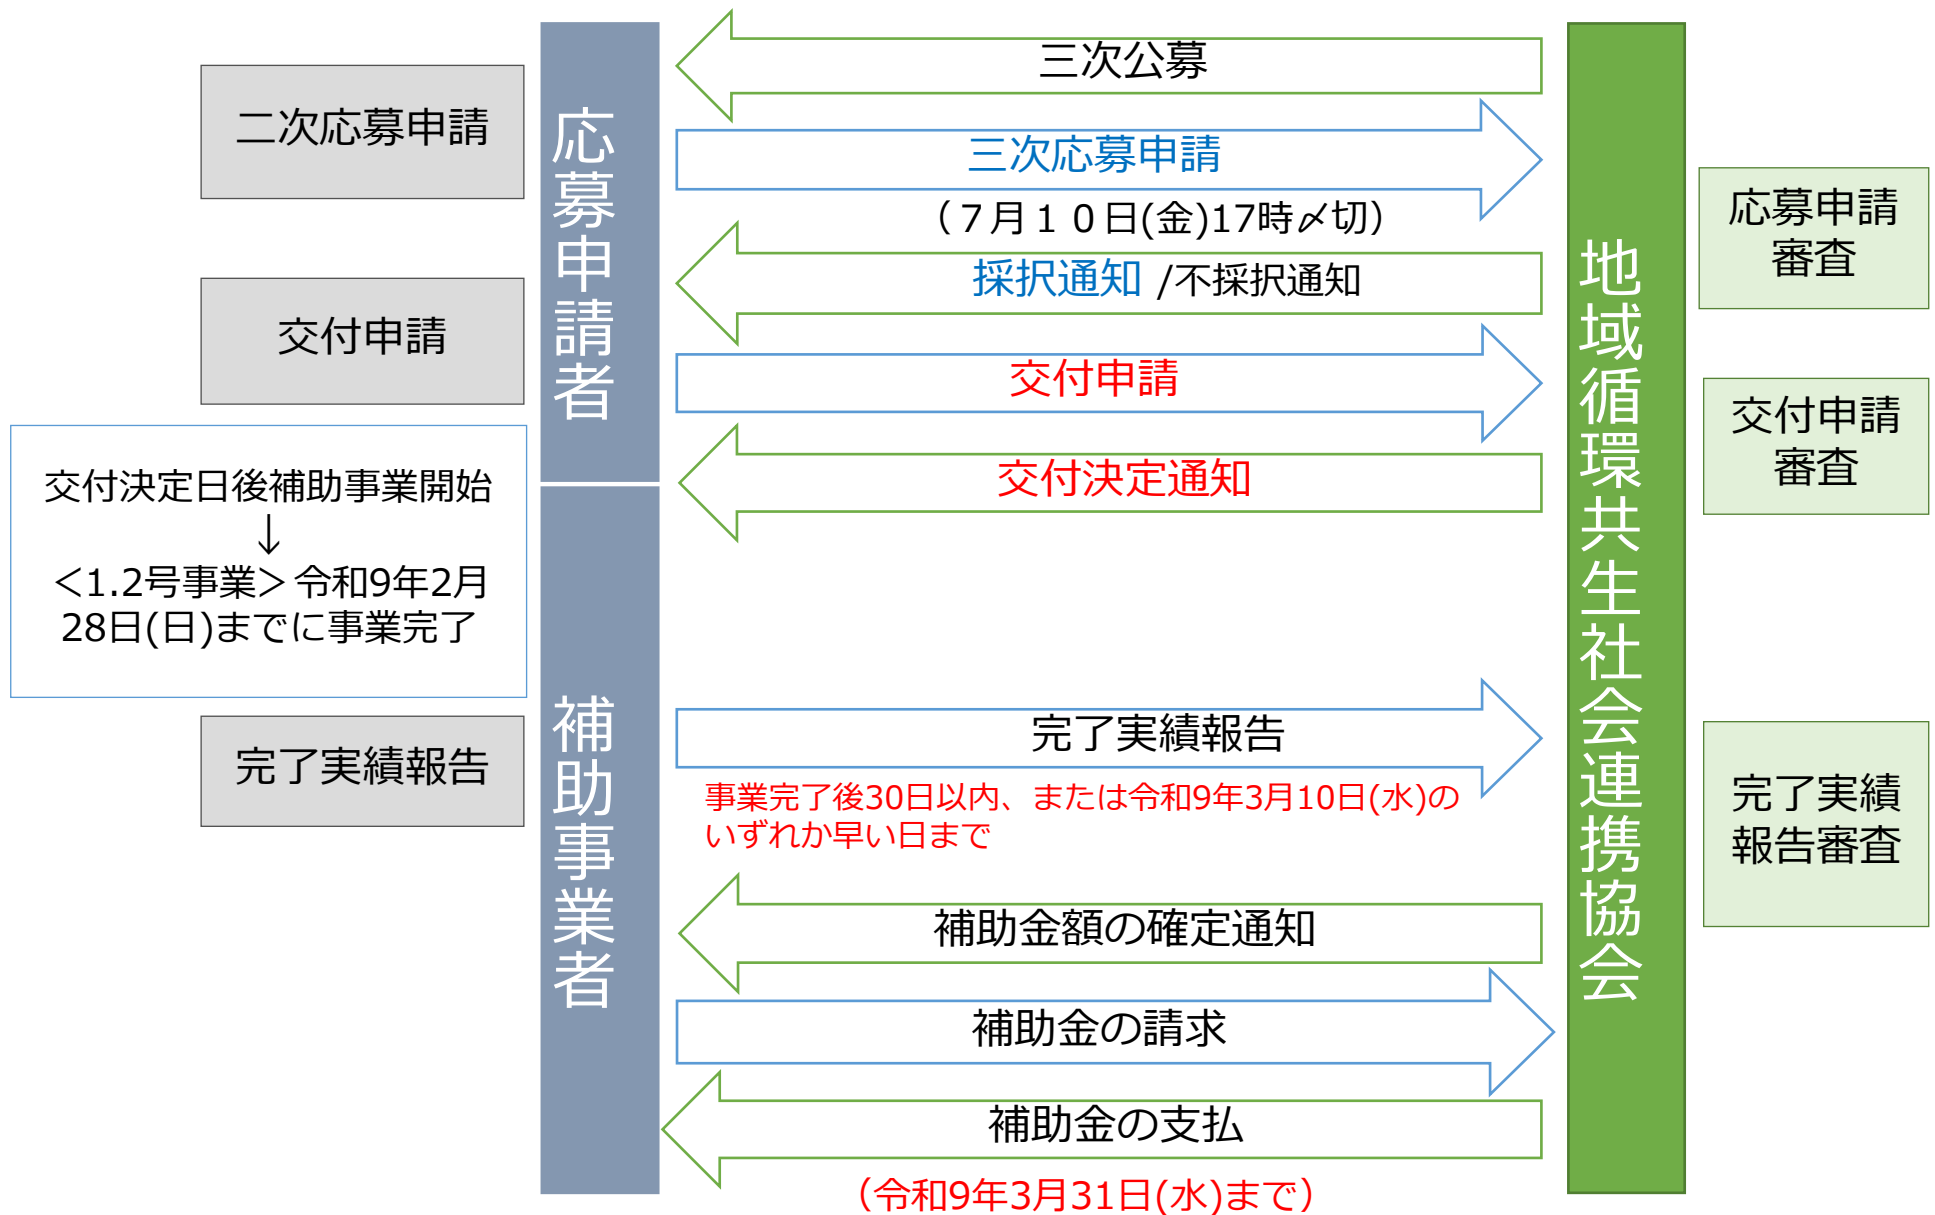 三次公募
二次応募申請
三次応募申請
（７月１０日(金)17時〆切）
応募申請
審査
採択通知 /不採択通知
交付申請
交付申請
交付申請
審査
交付決定通知
応募申請者
地域循環共生社会連携協会
交付決定日後補助事業開始
↓
＜1.2号事業＞令和9年2月
28日(日)までに事業完了
補助事業者
完了実績報告
完了実績報告
事業完了後30日以内、または令和9年3月10日(水)の
いずれか早い日まで
完了実績
報告審査
補助金額の確定通知
補助金の請求
補助金の支払
（令和9年3月31日(水)まで）